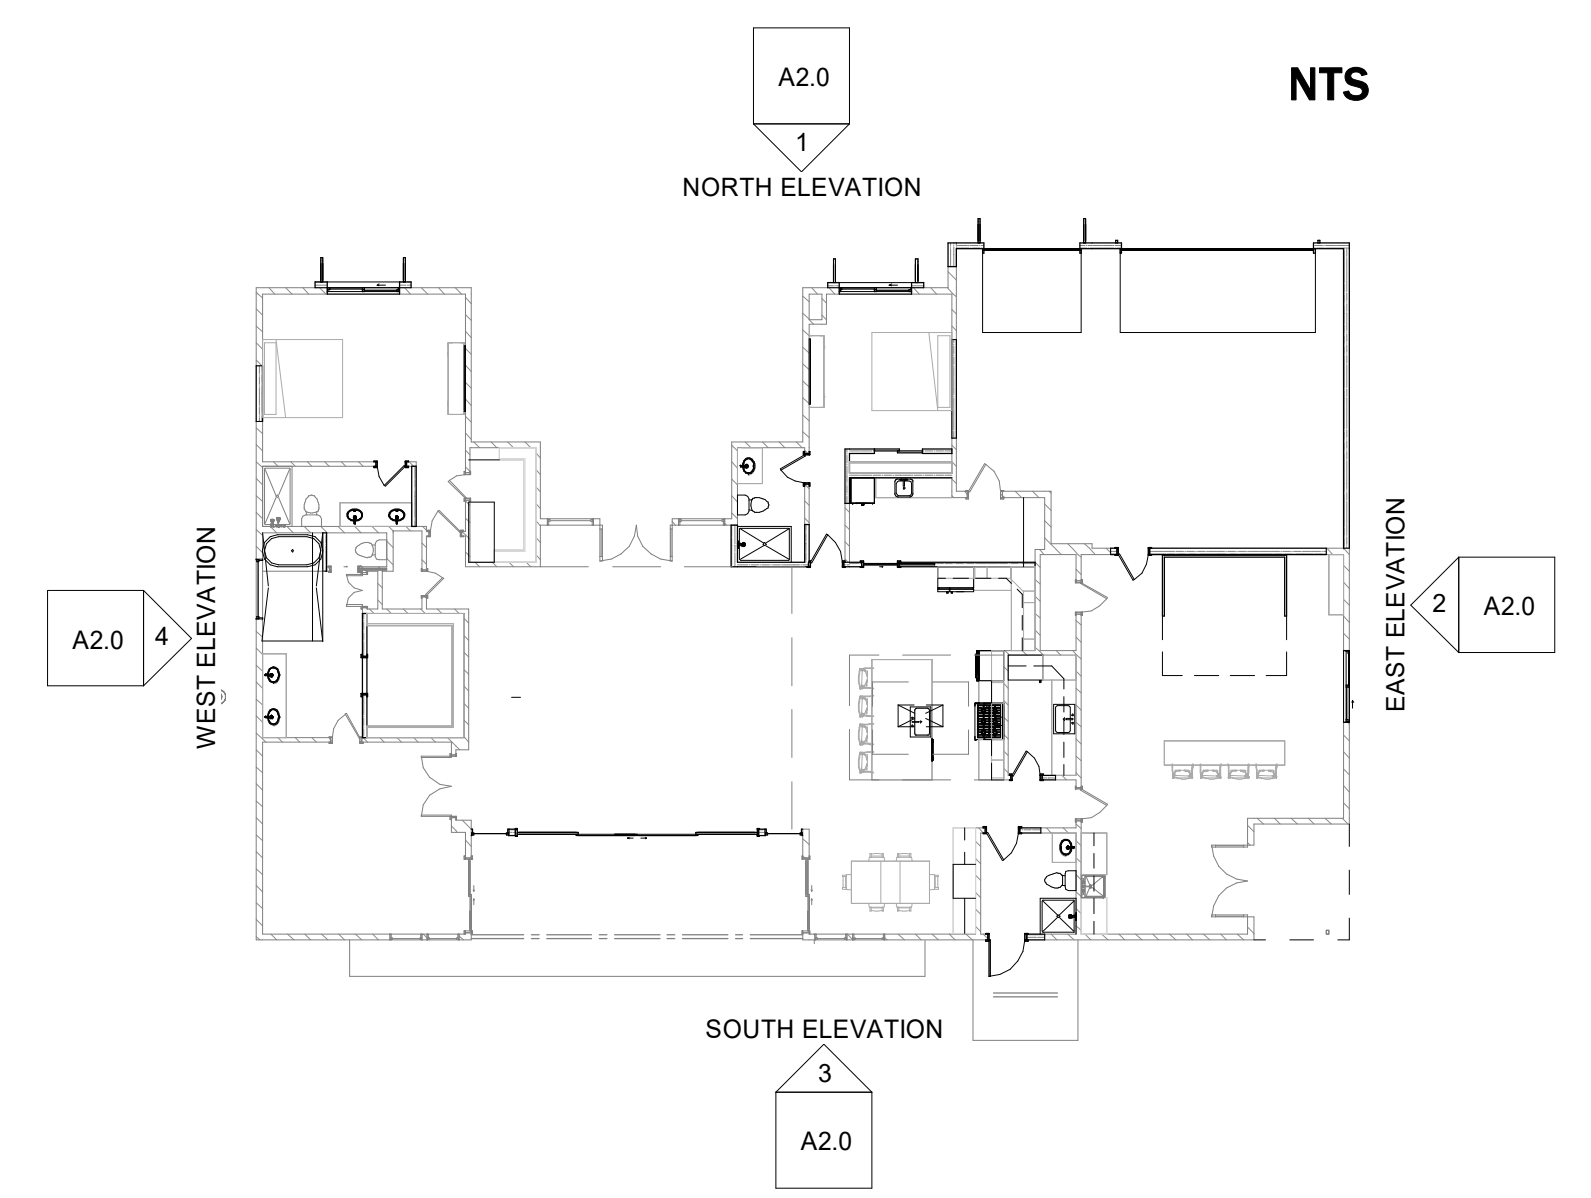 A2.0
NTS
1
NORTH ELEVATION
WEST ELEVATION
A2.0
4
EAST ELEVATION
2
A2.0
SOUTH ELEVATION
3
A2.0